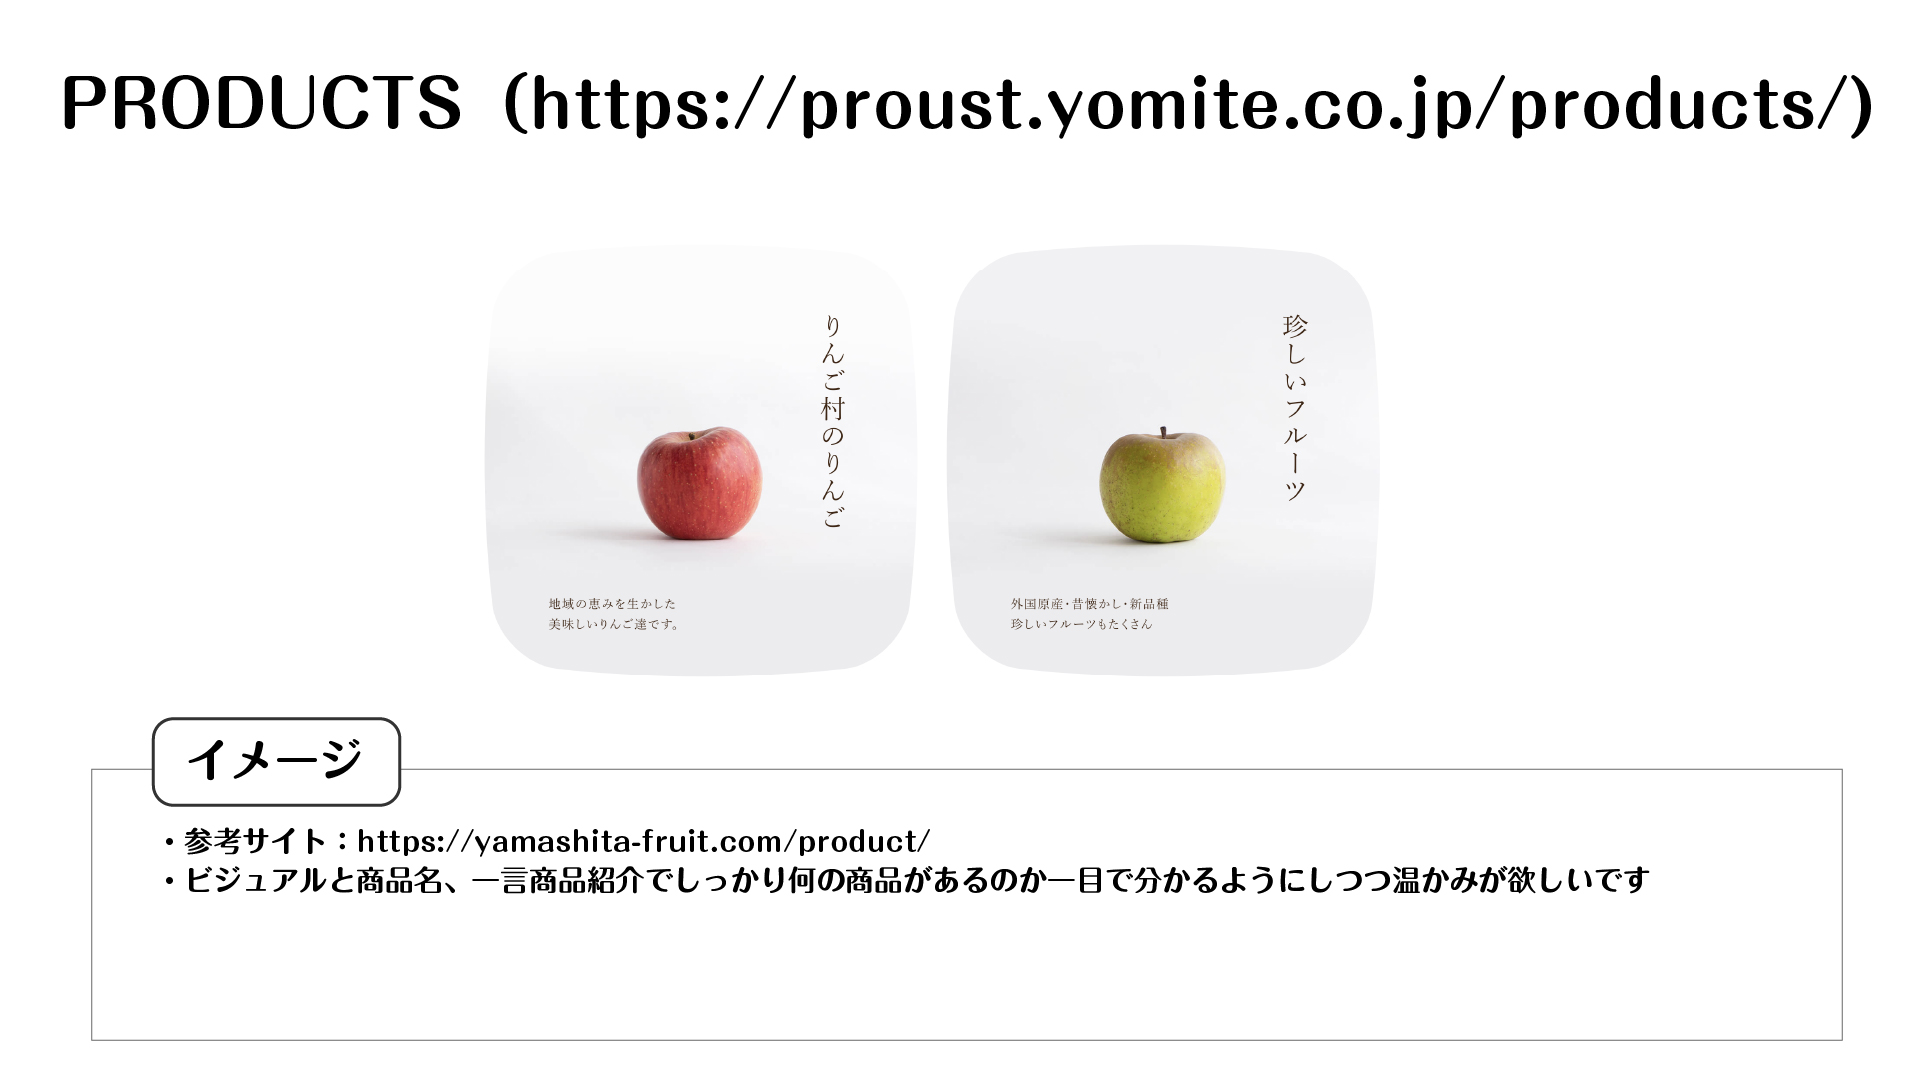 PRODUCTS（https://proust.yomite.co.jp/products/)
りんご村のりんご
地域の恵みを生かした
美味しいりんご達です。
珍しいフルーツ
外国原産・昔懐かし・新品種
珍しいフルーツもたくさん
イメージ
・参考サイト：https://yamashita-fruit.com/product/
・ビジュアルと商品名、一言商品紹介でしっかり何の商品があるのか一目で分かるようにしつつ温かみが欲しいです